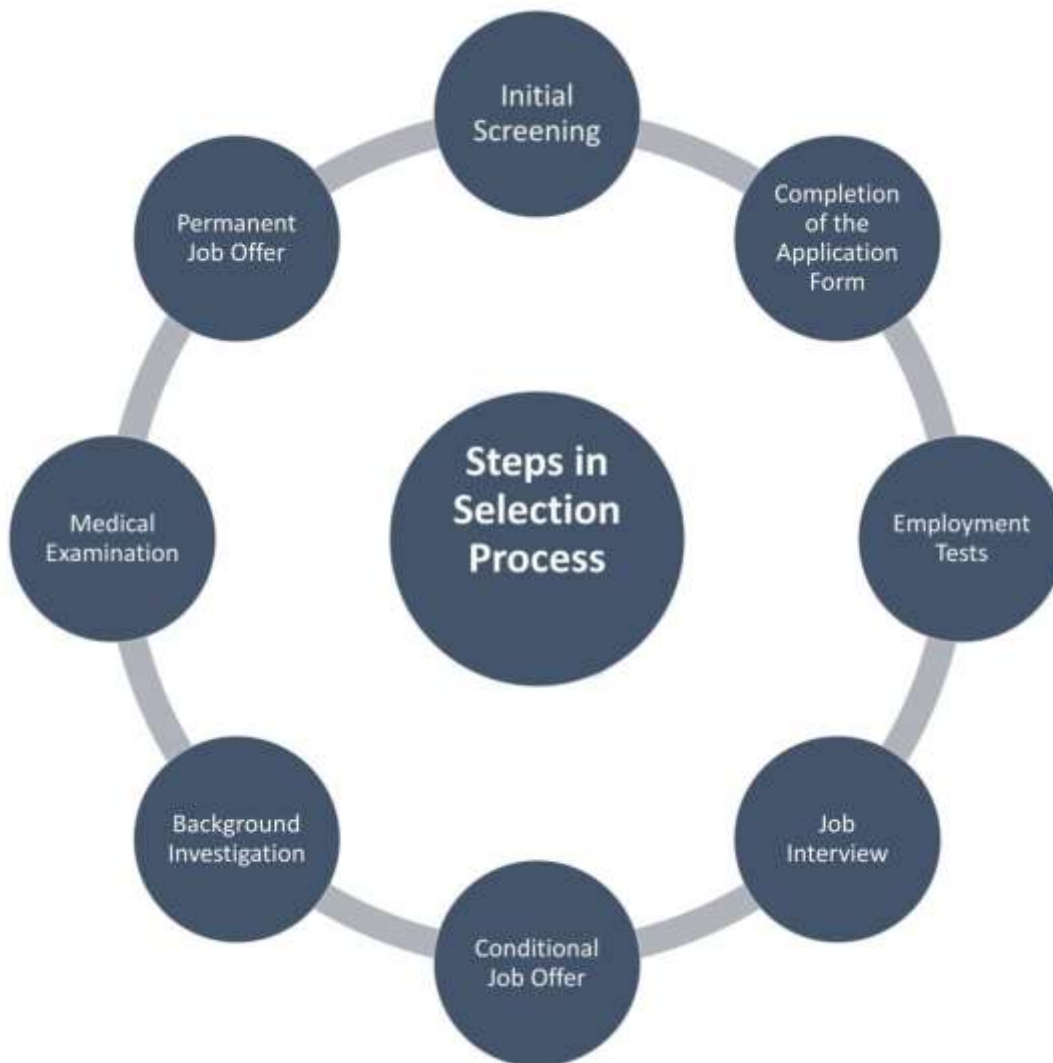 Initial
Screening
Completion
of the
Application
Form
Employment
Tests
Job
Interview
Conditional
Job Offer
Background
Investigation
Medical
Examination
Permanent
Job Offer
Steps in
Selection
Process